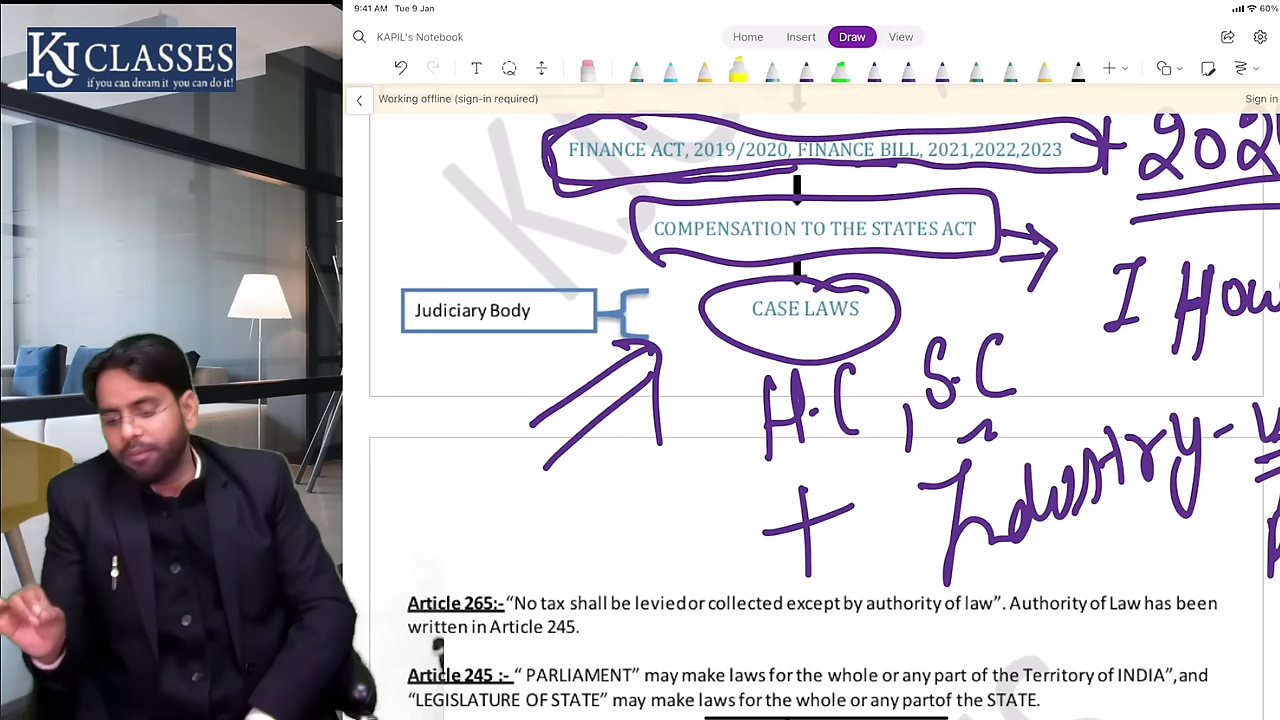 KJ CLASSES
if you can dream it you can do it!
9:41 AM Tue 9 Jan
60%
KAPIL's Notebook
Home Insert Draw View
Working offline (sign-in required)
Sign in
FINANCE ACT, 2019/2020, FINANCE BILL, 2021,2022,2023
+ 202
COMPENSATION TO THE STATES ACT
I How
Judiciary Body
CASE LAWS
H.C , S.C
+ Industry-
Article 265:-“No tax shall be levied or collected except by authority of law”. Authority of Law has been
written in Article 245.
Article 245 :- “ PARLIAMENT” may make laws for the whole or any part of the Territory of INDIA”,and
“LEGISLATURE OF STATE” may make laws for the whole or any partof the STATE.